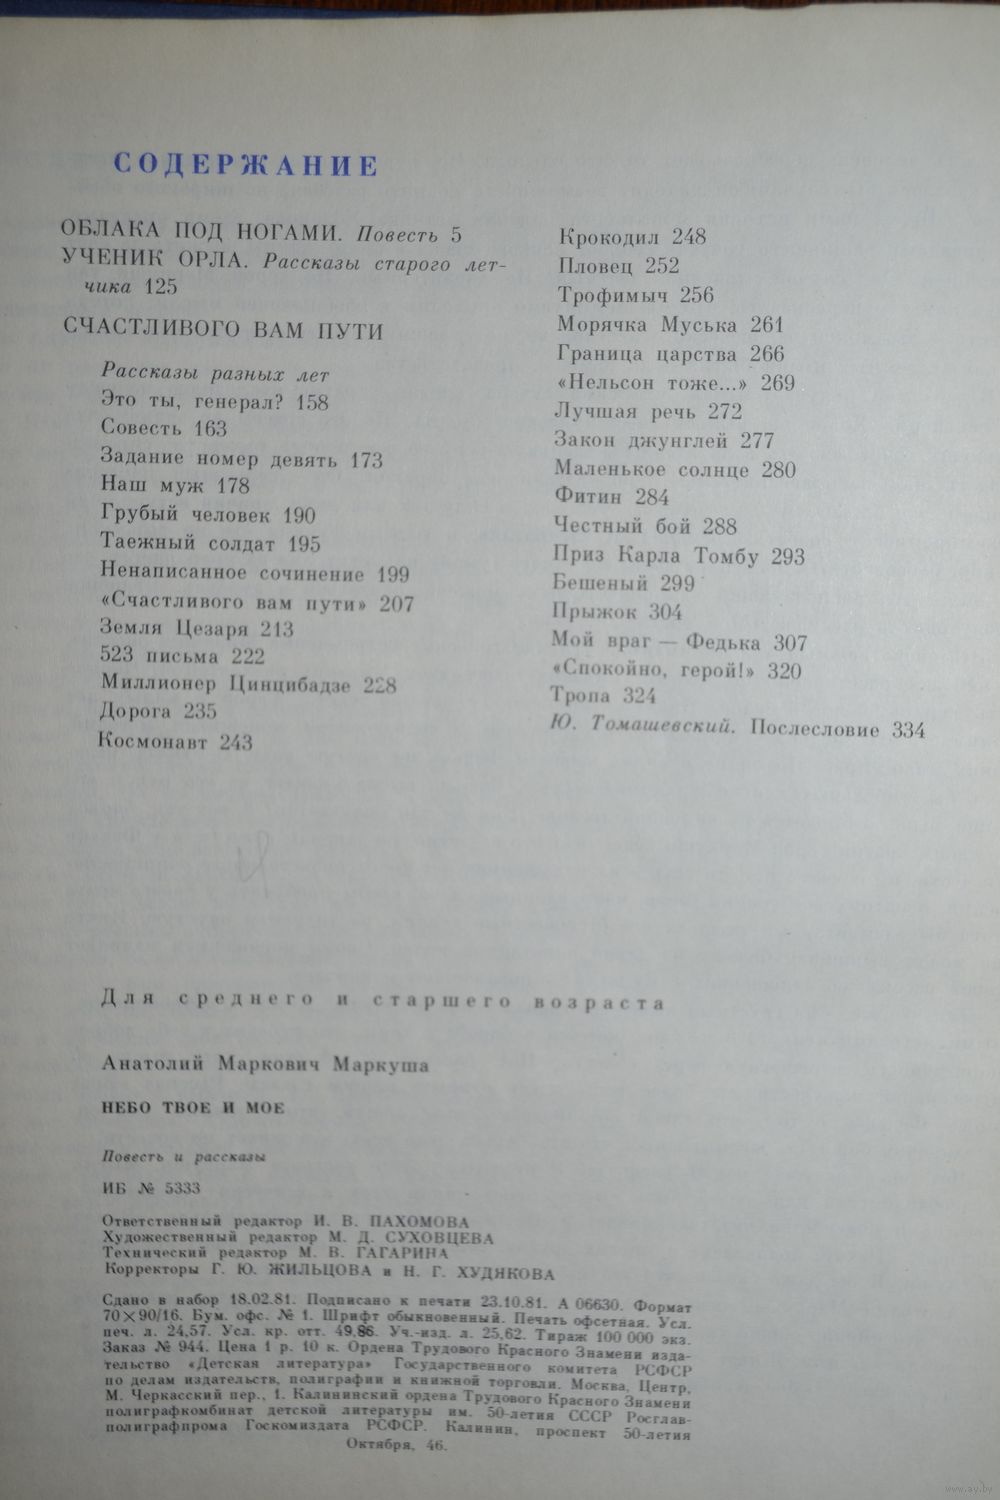 СОДЕРЖАНИЕ
ОБЛАКА ПОД НОГАМИ. Повесть 5
УЧЕНИК ОРЛА. Рассказы старого лет-
чика 125
СЧАСТЛИВОГО ВАМ ПУТИ
Рассказы разных лет
Это ты, генерал? 158
Совесть 163
Задание номер девять 173
Наш муж 178
Грубый человек 190
Таежный солдат 195
Ненаписанное сочинение 199
«Счастливого вам пути» 207
Земля Цезаря 213
523 письма 222
Миллионер Цинцибадзе 228
Дорога 235
Космонавт 243
Крокодил 248
Пловец 252
Трофимыч 256
Морячка Муська 261
Граница царства 266
«Нельсон тоже...» 269
Лучшая речь 272
Закон джунглей 277
Маленькое солнце 280
Фитин 284
Честный бой 288
Приз Карла Томбу 293
Бешеный 299
Прыжок 304
Мой враг — Федька 307
«Спокойно, герой!» 320
Тропа 324
Ю. Томашевский. Послесловие 334
Для среднего и старшего возраста
Анатолий Маркович Маркуша
НЕБО ТВОЕ И МОЕ
Повесть и рассказы
ИБ № 5333
Ответственный редактор И. В. ПАХОМОВА
Художественный редактор М. Д. СУХОВЦЕВА
Технический редактор М. В. ГАГАРИНА
Корректоры Г. Ю. ЖИЛЬЦОВА и Н. Г. ХУДЯКОВА
Сдано в набор 18.02.81. Подписано к печати 23.10.81. А 06630. Формат
70×90/16. Бум. офс. № 1. Шрифт обыкновенный. Печать офсетная. Усл.
печ. л. 24,57. Усл. кр. отт. 49,86. Уч.-изд. л. 25,62. Тираж 100 000 экз.
Заказ № 944. Цена 1 р. 10 к. Ордена Трудового Красного Знамени изда-
тельство «Детская литература» Государственного комитета РСФСР
по делам издательств, полиграфии и книжной торговли. Москва, Центр,
М. Черкасский пер., 1. Калининский ордена Трудового Красного Знамени
полиграфкомбинат детской литературы им. 50-летия СССР Росглав-
полиграфпрома Госкомиздата РСФСР. Калинин, проспект 50-летия
Октября, 46.
www.ay.by